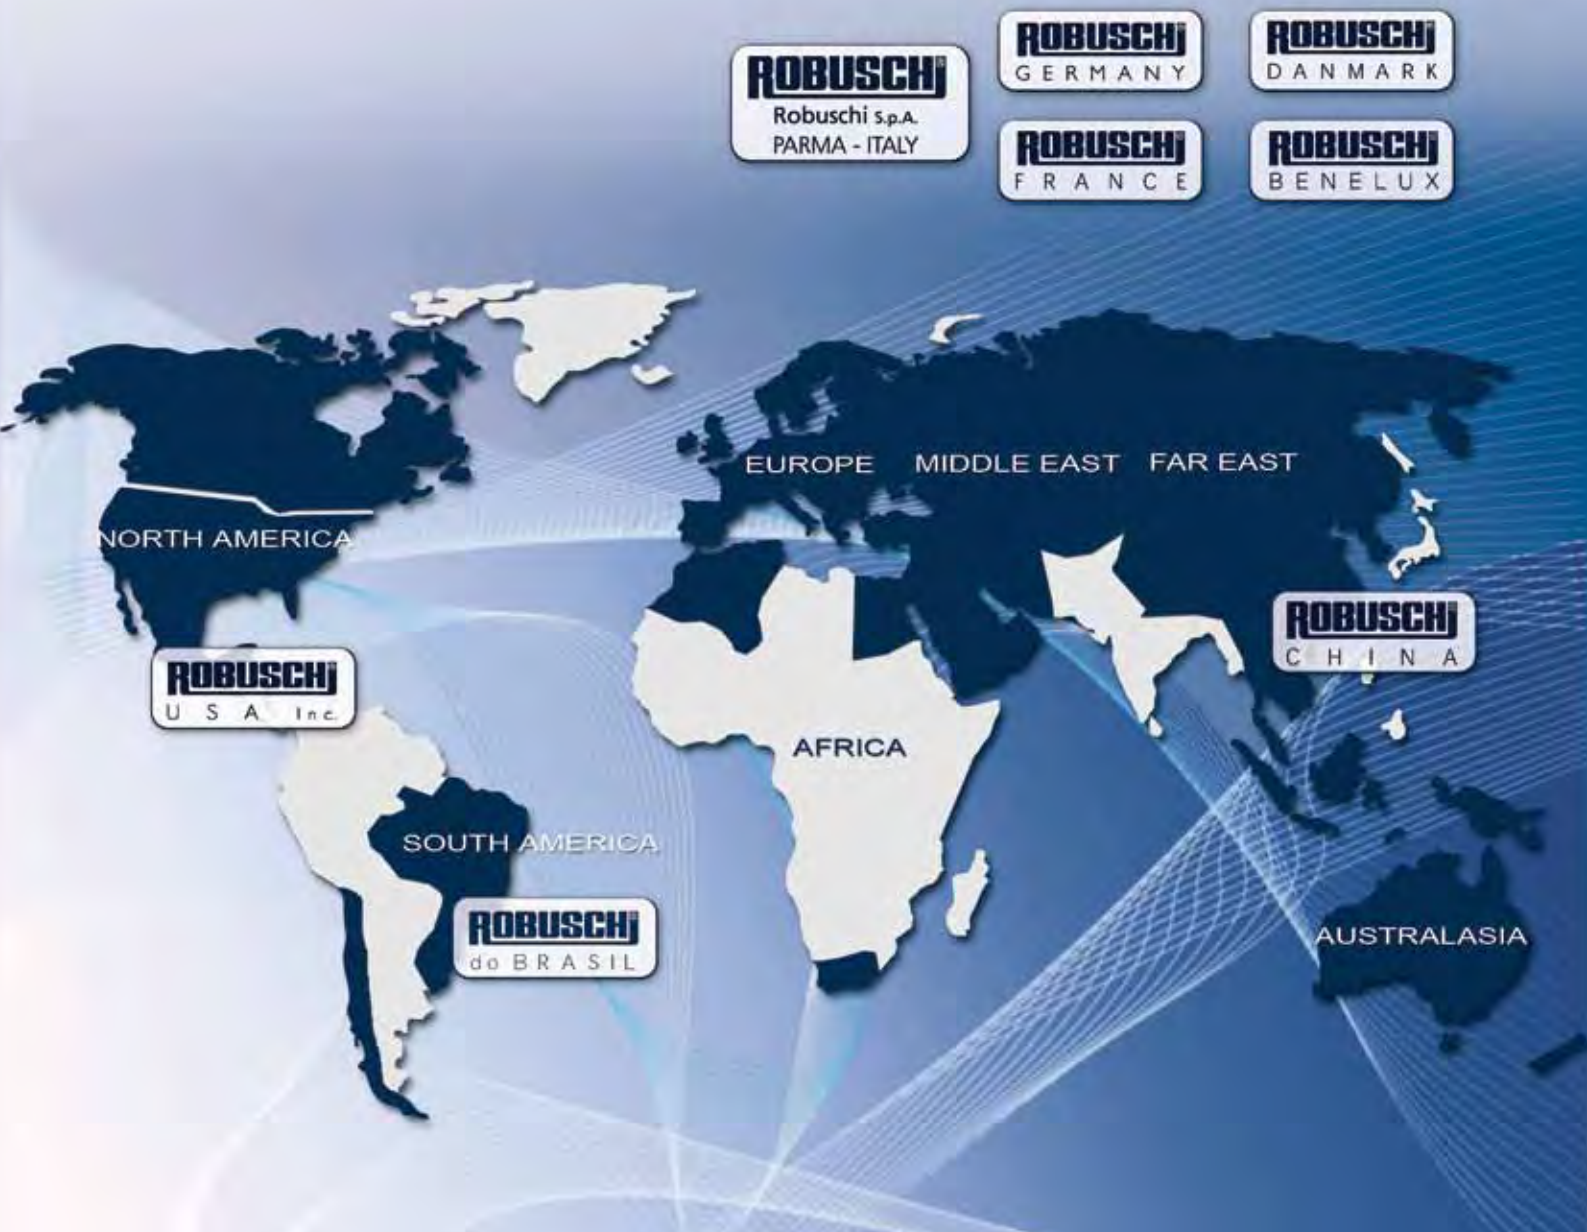 ROBUSCHi
Robuschi S.p.A.
PARMA - ITALY
ROBUSCHi
GERMANY
ROBUSCHi
DANMARK
ROBUSCHi
FRANCE
ROBUSCHi
BENELUX
EUROPE
MIDDLE EAST
FAR EAST
NORTH AMERICA
ROBUSCHi
CHINA
ROBUSCHi
USA Inc.
AFRICA
SOUTH AMERICA
ROBUSCHi
do BRASIL
AUSTRALASIA